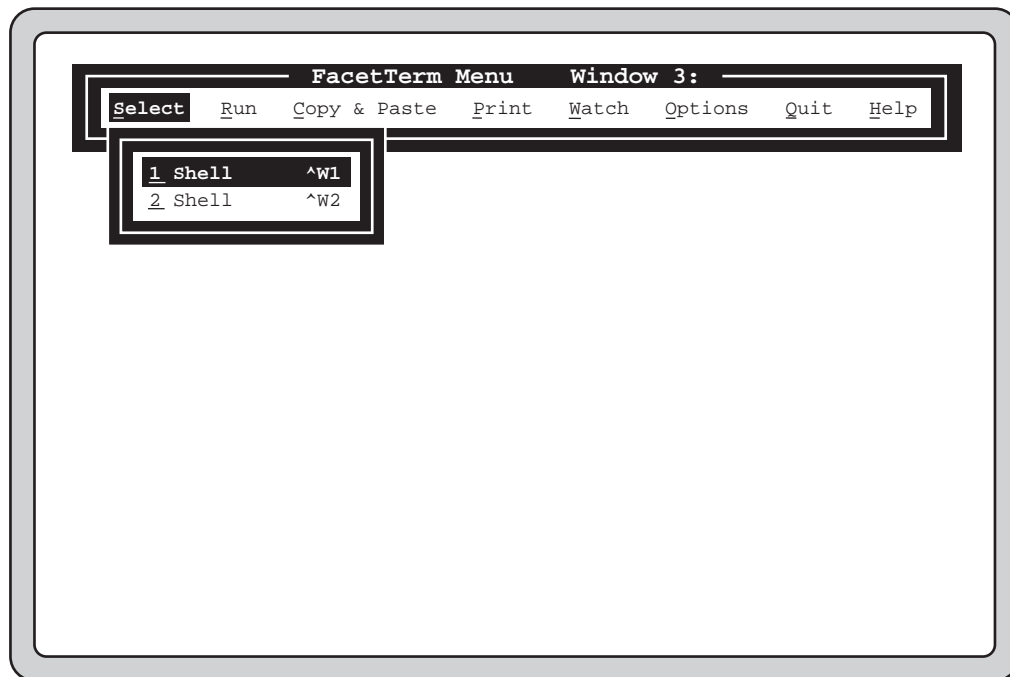 FacetTerm Menu Window 3:
Select Run Copy & Paste Print Watch Options Quit Help
1 Shell ^W1
2 Shell ^W2